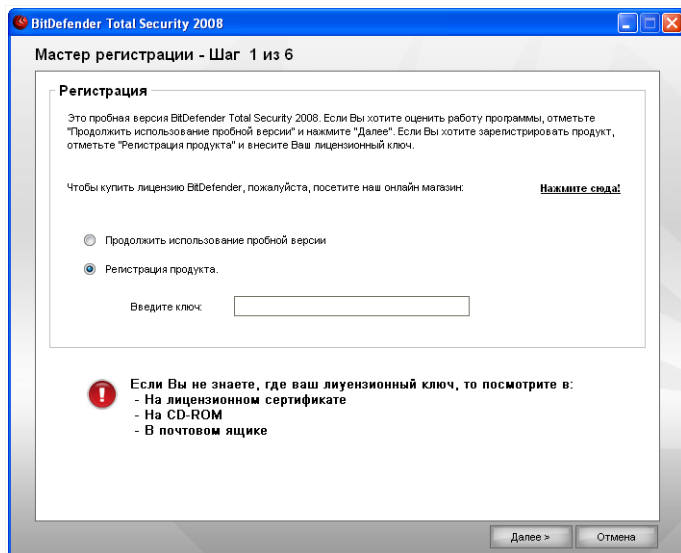 BitDefender Total Security 2008
Мастер регистрации - Шаг 1 из 6
Регистрация
Это пробная версия BitDefender Total Security 2008. Если Вы хотите оценить работу программы, отметьте
"Продолжить использование пробной версии" и нажмите "Далее". Если Вы хотите зарегистрировать продукт,
отметьте "Регистрация продукта" и внесите Ваш лицензионный ключ.
Чтобы купить лицензию BitDefender, пожалуйста, посетите наш онлайн магазин: Нажмите сюда!
Продолжить использование пробной версии
Регистрация продукта.
Введите ключ:
Если Вы не знаете, где ваш лиуензионный ключ, то посмотрите в:
- На лицензионном сертификате
- На CD-ROM
- В почтовом ящике
Далее > Отмена